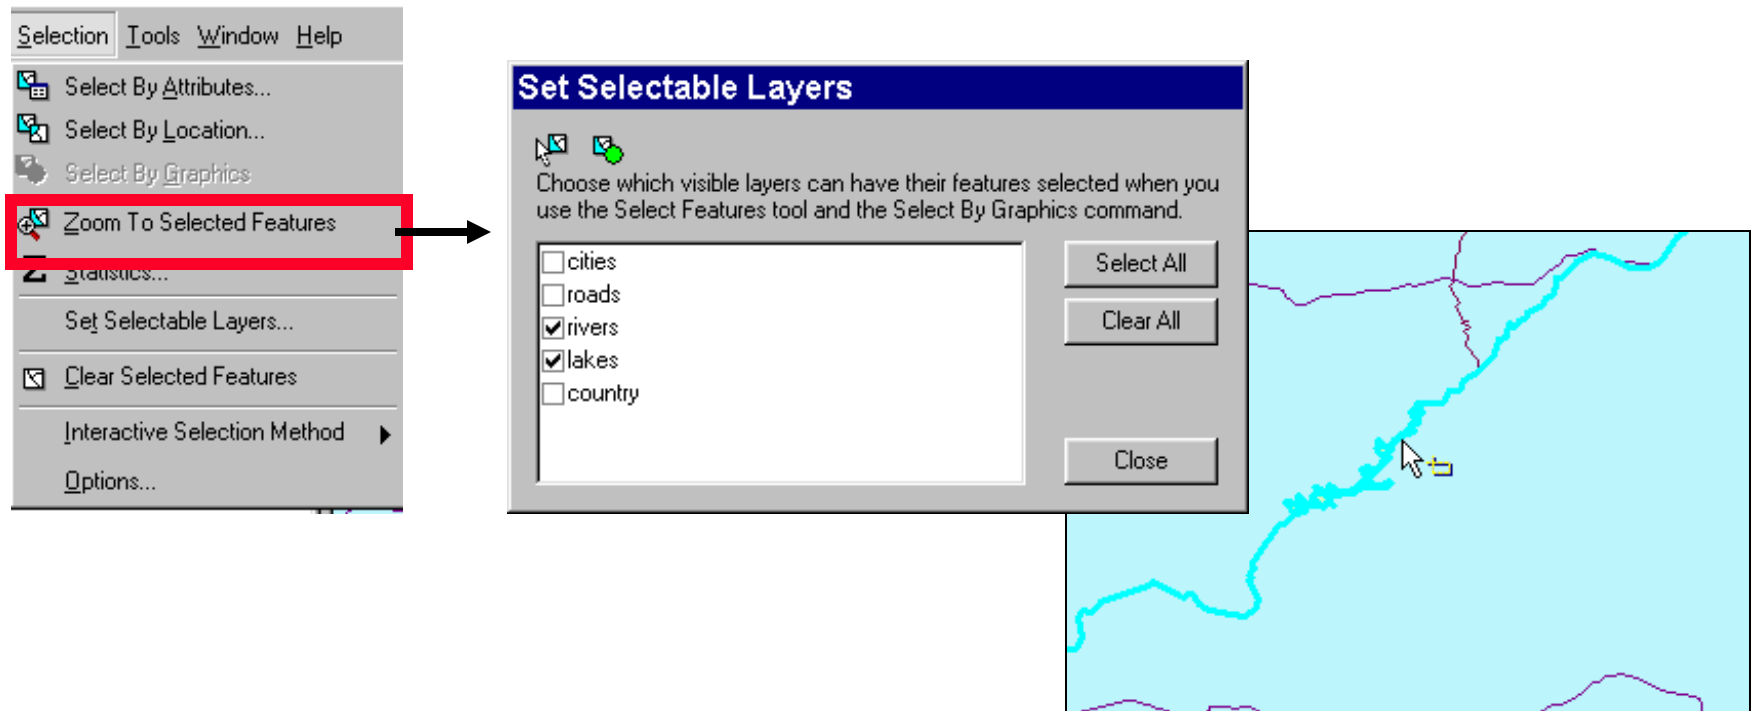 Selection Tools Window Help
Select By Attributes...
Select By Location...
Select By Graphics
Zoom To Selected Features
Statistics...
Set Selectable Layers...
Clear Selected Features
Interactive Selection Method
Options...
Set Selectable Layers
Choose which visible layers can have their features selected when you
use the Select Features tool and the Select By Graphics command.
cities
roads
rivers
lakes
country
Select All
Clear All
Close